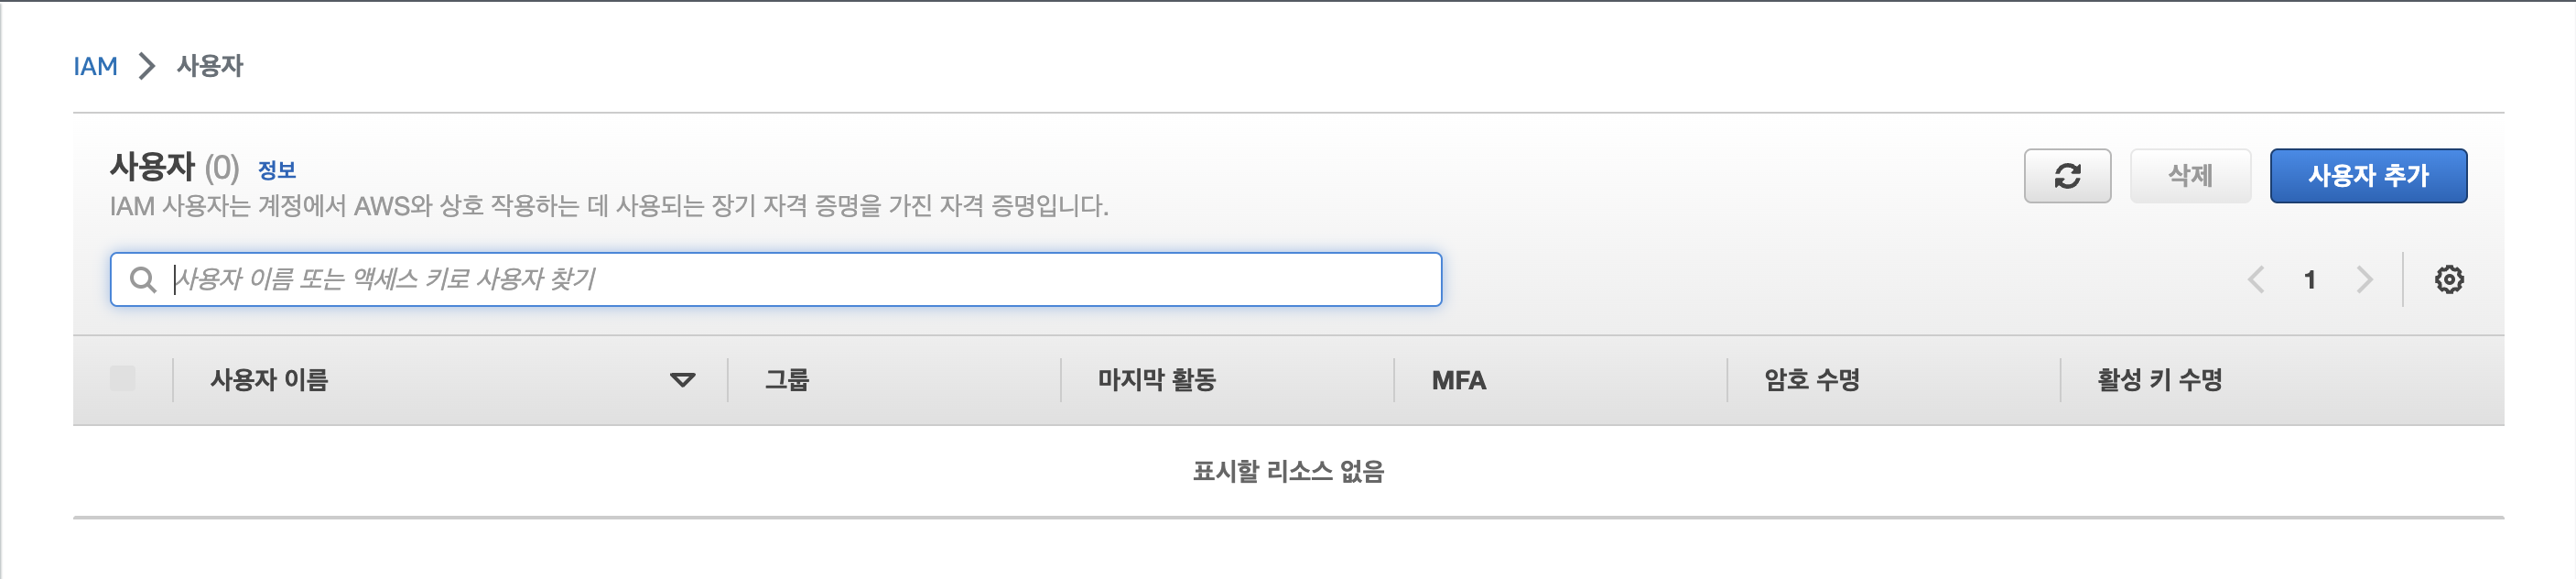 IAM > 사용자
사용자 (0) 정보
삭제
사용자 추가
IAM 사용자는 계정에서 AWS와 상호 작용하는 데 사용되는 장기 자격 증명을 가진 자격 증명입니다.
사용자 이름 또는 액세스 키로 사용자 찾기
1
사용자 이름 그룹 마지막 활동 MFA 암호 수명 활성 키 수명
표시할 리소스 없음